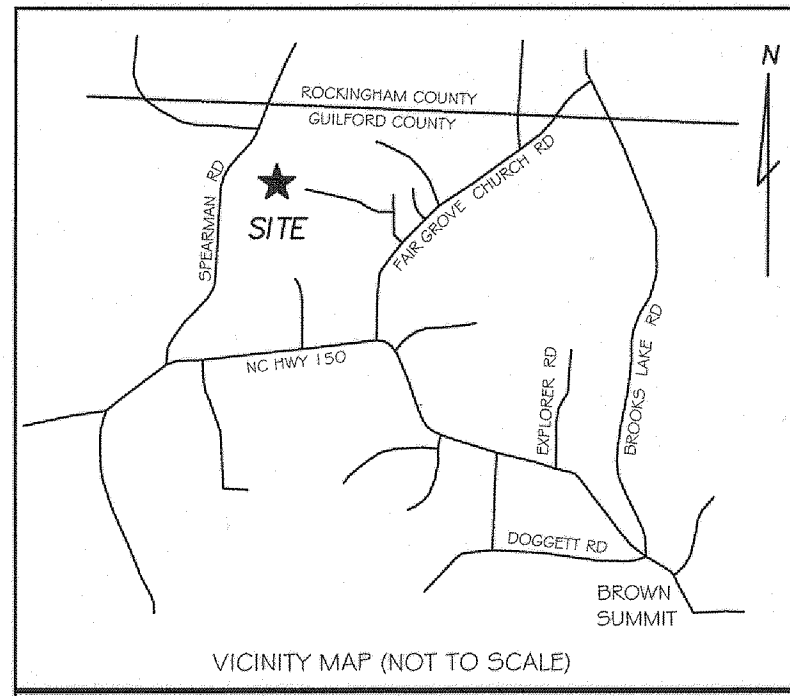 N
ROCKINGHAM COUNTY
GUILFORD COUNTY
SPEARMAN RD
SITE
FAIR GROVE CHURCH RD
NC HWY 150
EXPLORER RD
BROOKS LAKE RD
DOGGETT RD
BROWN
SUMMIT
VICINITY MAP (NOT TO SCALE)